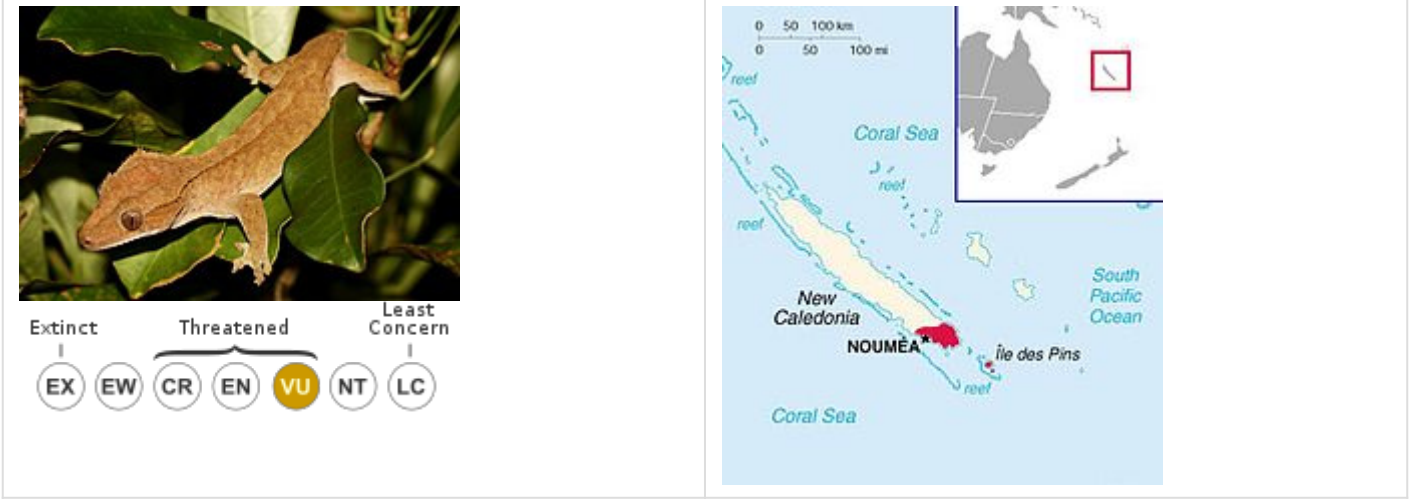 Extinct
Threatened
Least
Concern
EX EW CR EN VU NT LC
0 50 100 km
0 50 100 mi
reef
Coral Sea
reef
reef
South
Pacific
Ocean
New
Caledonia
NOUMÉA
Île des Pins
reef
Coral Sea